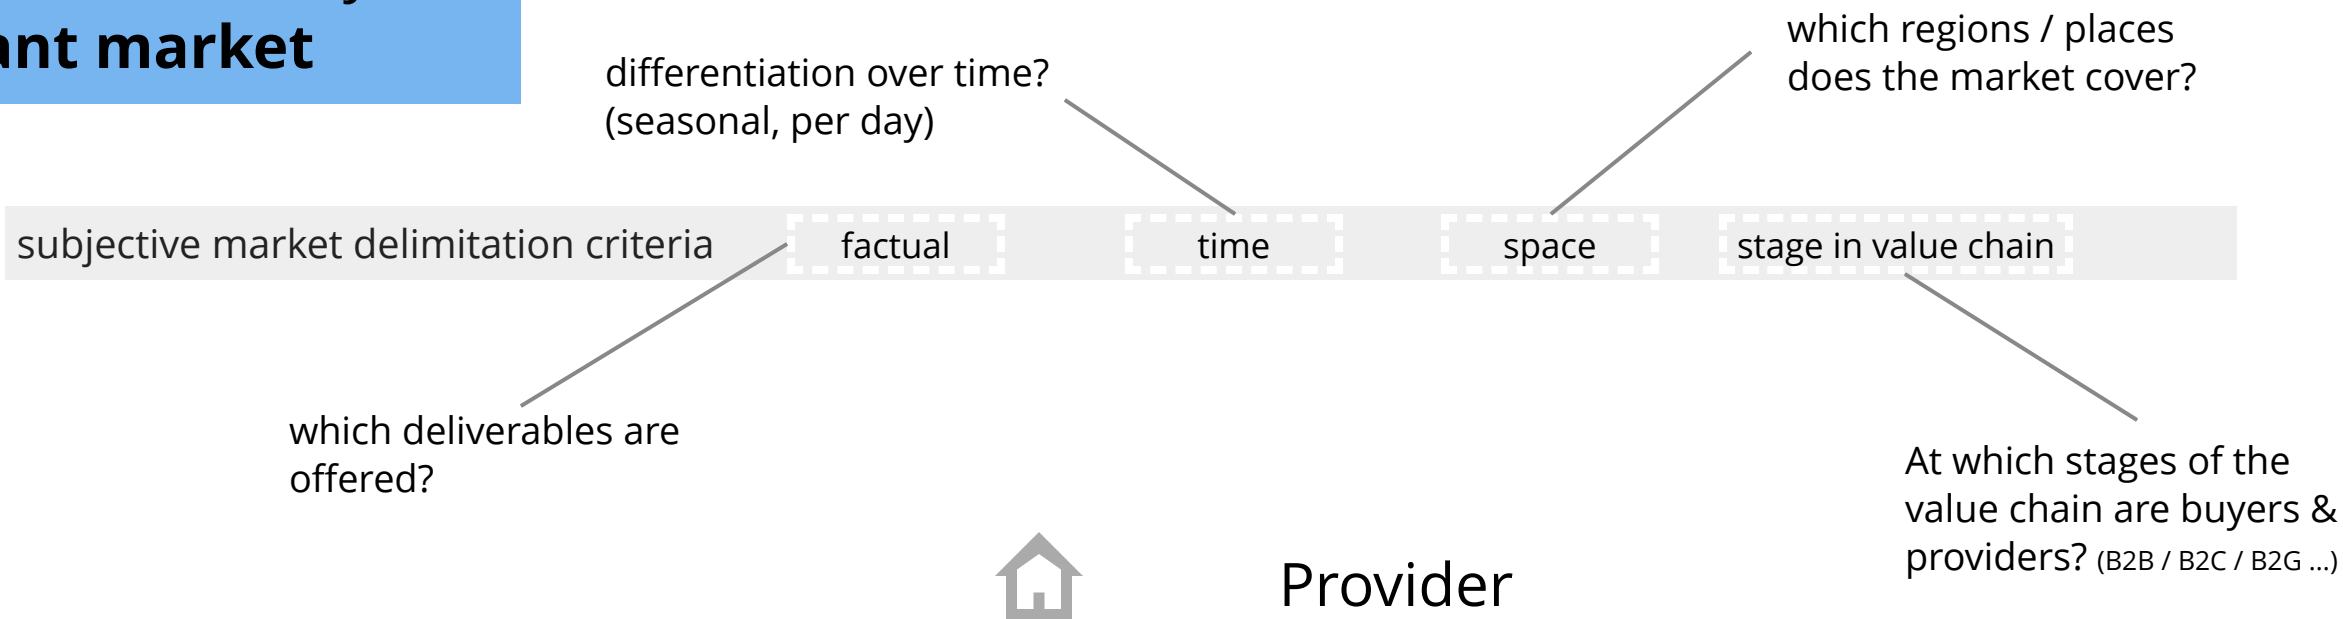 ant market
differentiation over time?
(seasonal, per day)
which regions / places
does the market cover?
subjective market delimitation criteria
factual
time
space
stage in value chain
which deliverables are
offered?
At which stages of the
value chain are buyers &
providers? (B2B / B2C / B2G ...)
Provider